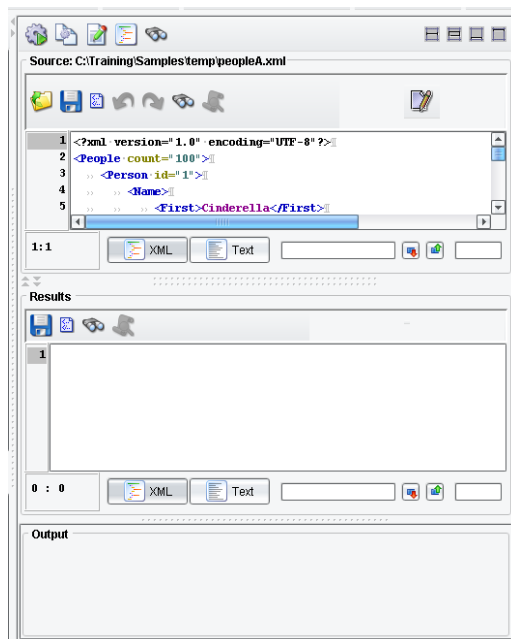 Source: C:\Training\Samples\temp\peopleA.xml
1 <?xml version="1.0" encoding="UTF-8"?>
2 <People count="100">
3 <Person id="1">
4 <Name>
5 <First>Cinderella</First>
1:1 XML Text
Results
1
0 : 0 XML Text
Output